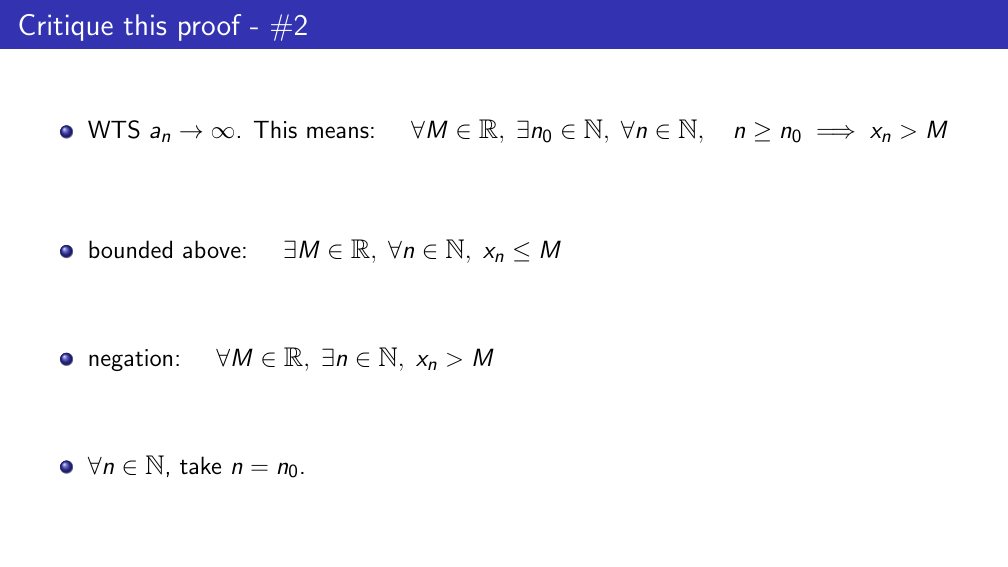 Critique this proof - #2
WTS aₙ → ∞. This means: ∀M ∈ ℝ, ∃n₀ ∈ ℕ, ∀n ∈ ℕ, n ≥ n₀ ⟹ xₙ > M
bounded above: ∃M ∈ ℝ, ∀n ∈ ℕ, xₙ ≤ M
negation: ∀M ∈ ℝ, ∃n ∈ ℕ, xₙ > M
∀n ∈ ℕ, take n = n₀.